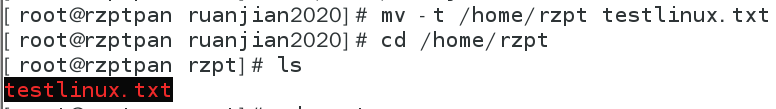 [ root@rzptpan ruanjian2020] # mv - t /home/rzpt testlinux.txt
[ root@rzptpan ruanjian2020] # cd /home/rzpt
[ root@rzptpan rzpt] # ls
testlinux.txt